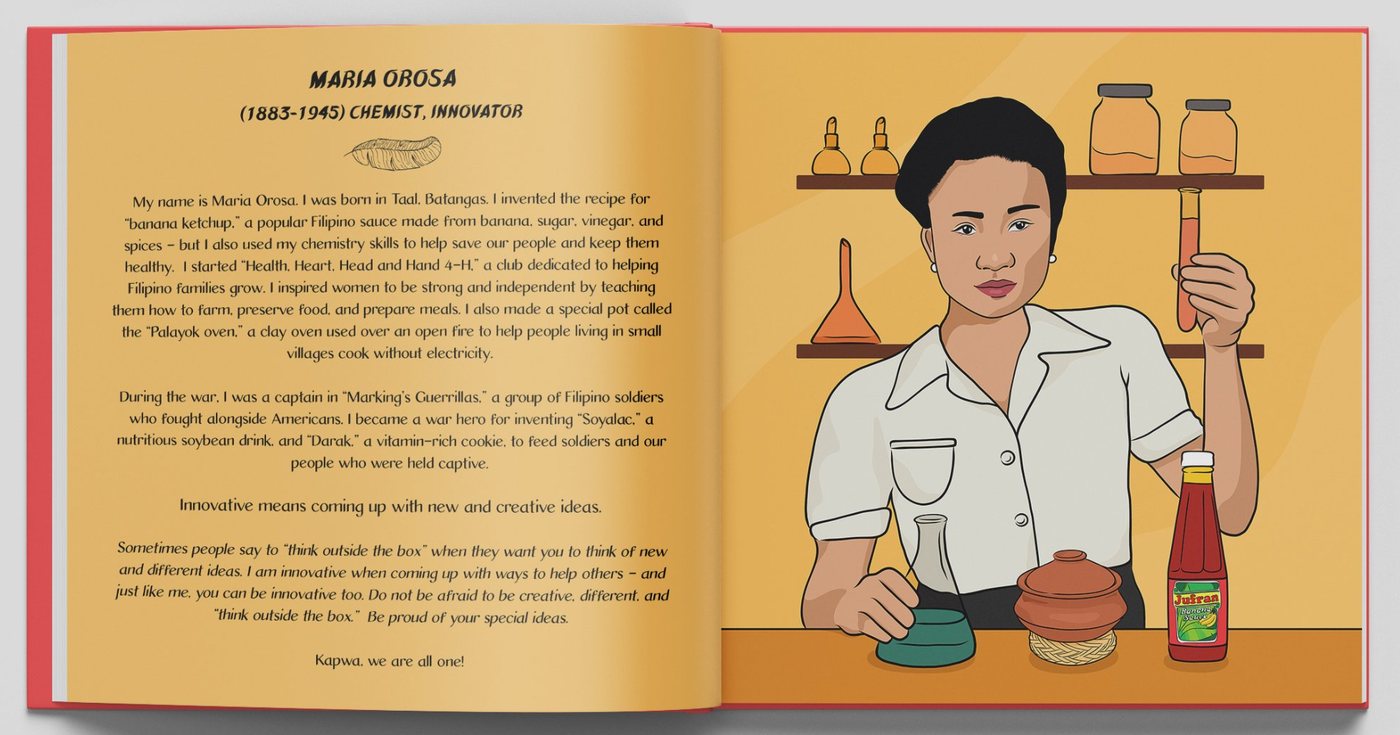 MARIA OROSA
(1883-1945) CHEMIST, INNOVATOR
My name is Maria Orosa. I was born in Taal, Batangas. I invented the recipe for
"banana ketchup," a popular Filipino sauce made from banana, sugar, vinegar, and
spices - but I also used my chemistry skills to help save our people and keep them
healthy. I started "Health, Heart, Head and Hand 4-H," a club dedicated to helping
Filipino families grow. I inspired women to be strong and independent by teaching
them how to farm, preserve food, and prepare meals. I also made a special pot called
the "Palayok oven," a clay oven used over an open fire to help people living in small
villages cook without electricity.
During the war, I was a captain in "Marking's Guerrillas," a group of Filipino soldiers
who fought alongside Americans. I became a war hero for inventing "Soyalac," a
nutritious soybean drink, and "Darak," a vitamin-rich cookie, to feed soldiers and our
people who were held captive.
Innovative means coming up with new and creative ideas.
Sometimes people say to "think outside the box" when they want you to think of new
and different ideas. I am innovative when coming up with ways to help others - and
just like me, you can be innovative too. Do not be afraid to be creative, different, and
"think outside the box." Be proud of your special ideas.
Kapwa, we are all one!
Jufran
Banana
Sauce